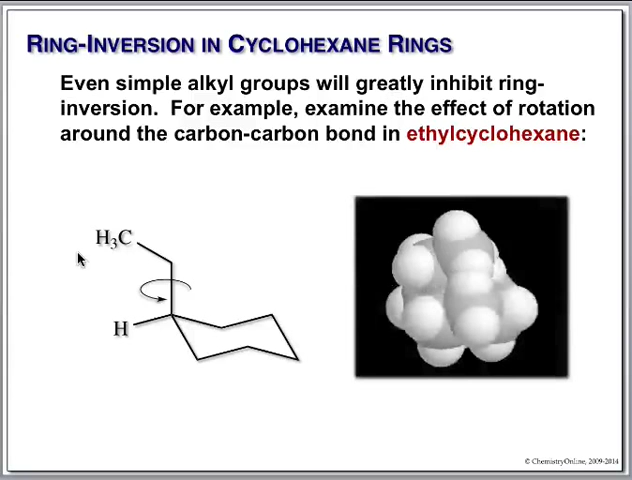 RING-INVERSION IN CYCLOHEXANE RINGS
Even simple alkyl groups will greatly inhibit ring-
inversion. For example, examine the effect of rotation
around the carbon-carbon bond in ethylcyclohexane:
H₃C
H
© ChemistryOnline, 2009-2014